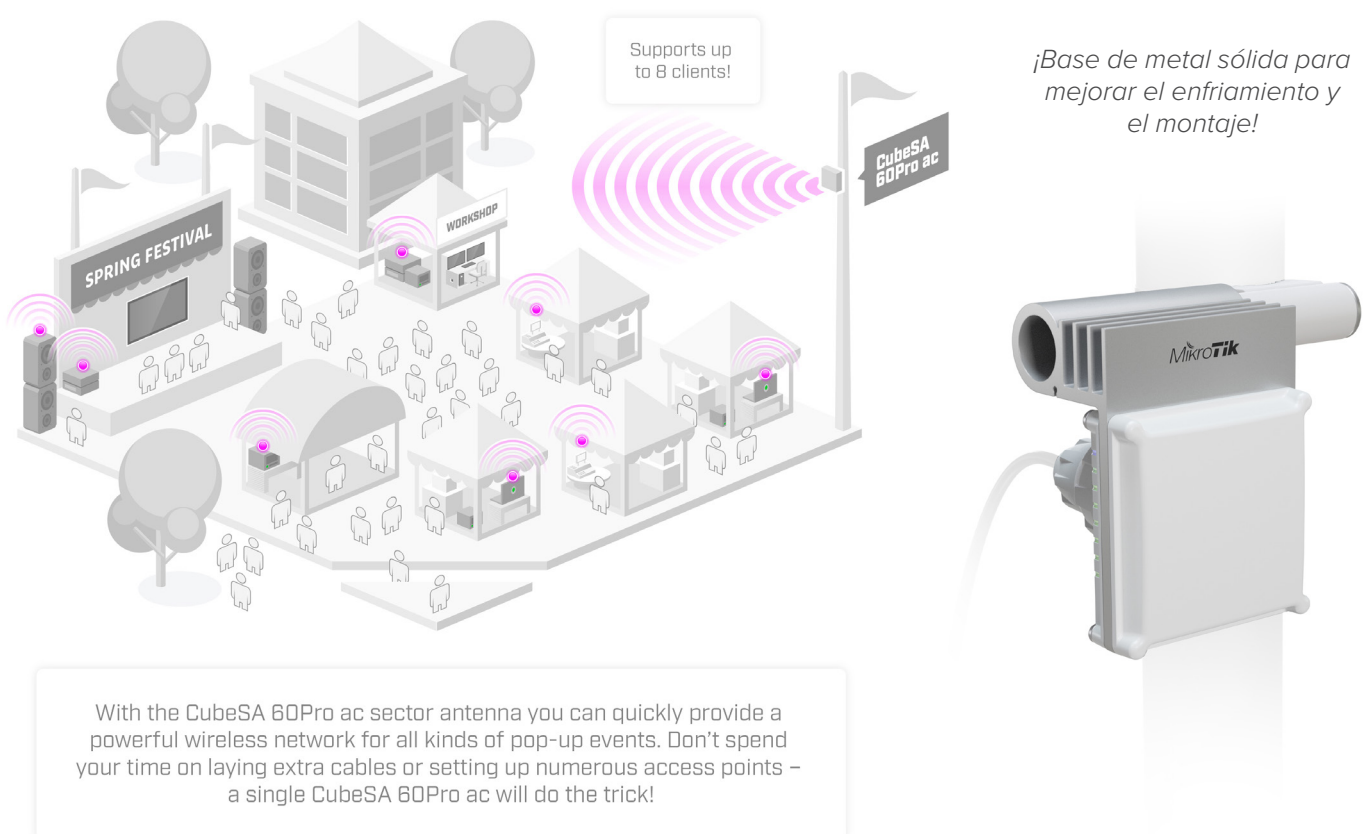 Supports up
to 8 clients!
¡Base de metal sólida para
mejorar el enfriamiento y
el montaje!
CubeSA
60Pro ac
WORKSHOP
SPRING FESTIVAL
MikroTik
With the CubeSA 60Pro ac sector antenna you can quickly provide a
powerful wireless network for all kinds of pop-up events. Don't spend
your time on laying extra cables or setting up numerous access points –
a single CubeSA 60Pro ac will do the trick!